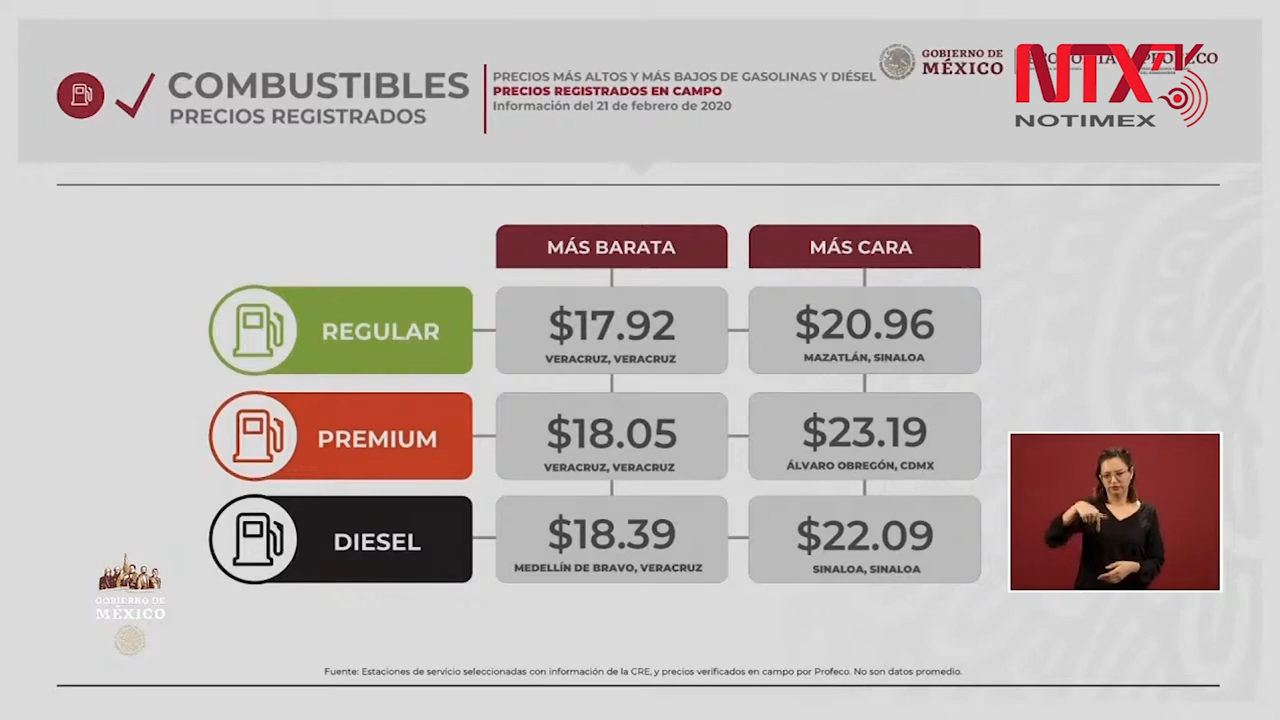 COMBUSTIBLES
PRECIOS REGISTRADOS
PRECIOS MÁS ALTOS Y MÁS BAJOS DE GASOLINAS Y DIÉSEL
PRECIOS REGISTRADOS EN CAMPO
Información del 21 de febrero de 2020
GOBIERNO DE
MÉXICO
NTX
NOTIMEX
MÁS BARATA
MÁS CARA
REGULAR
$17.92
VERACRUZ, VERACRUZ
$20.96
MAZATLÁN, SINALOA
PREMIUM
$18.05
VERACRUZ, VERACRUZ
$23.19
ÁLVARO OBREGÓN, CDMX
DIESEL
$18.39
MEDELLÍN DE BRAVO, VERACRUZ
$22.09
SINALOA, SINALOA
GOBIERNO DE
MÉXICO
Fuente: Estaciones de servicio seleccionadas con información de la CRE, y precios verificados en campo por Profeco. No son datos promedio.